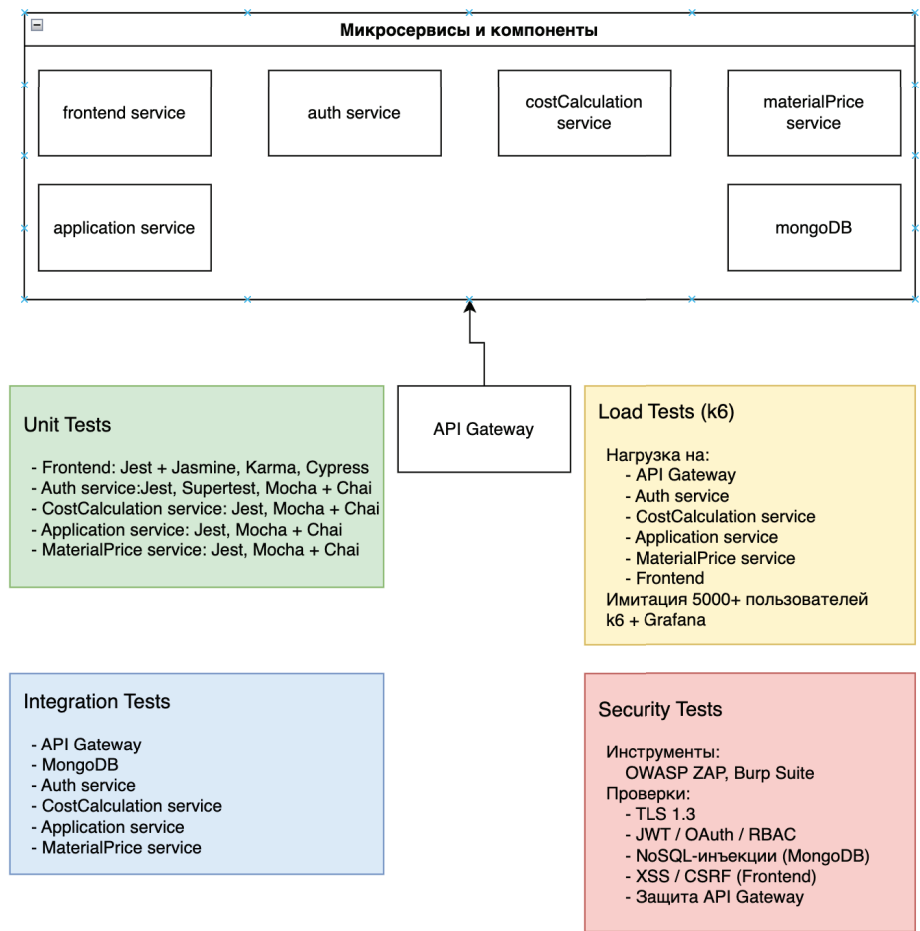 Микросервисы и компоненты
frontend service
auth service
costCalculation
service
materialPrice
service
application service
mongoDB
API Gateway
Unit Tests
- Frontend: Jest + Jasmine, Karma, Cypress
- Auth service:Jest, Supertest, Mocha + Chai
- CostCalculation service: Jest, Mocha + Chai
- Application service: Jest, Mocha + Chai
- MaterialPrice service: Jest, Mocha + Chai
Load Tests (k6)
Нагрузка на:
- API Gateway
- Auth service
- CostCalculation service
- Application service
- MaterialPrice service
- Frontend
Имитация 5000+ пользователей
k6 + Grafana
Integration Tests
- API Gateway
- MongoDB
- Auth service
- CostCalculation service
- Application service
- MaterialPrice service
Security Tests
Инструменты:
OWASP ZAP, Burp Suite
Проверки:
- TLS 1.3
- JWT / OAuth / RBAC
- NoSQL-инъекции (MongoDB)
- XSS / CSRF (Frontend)
- Защита API Gateway